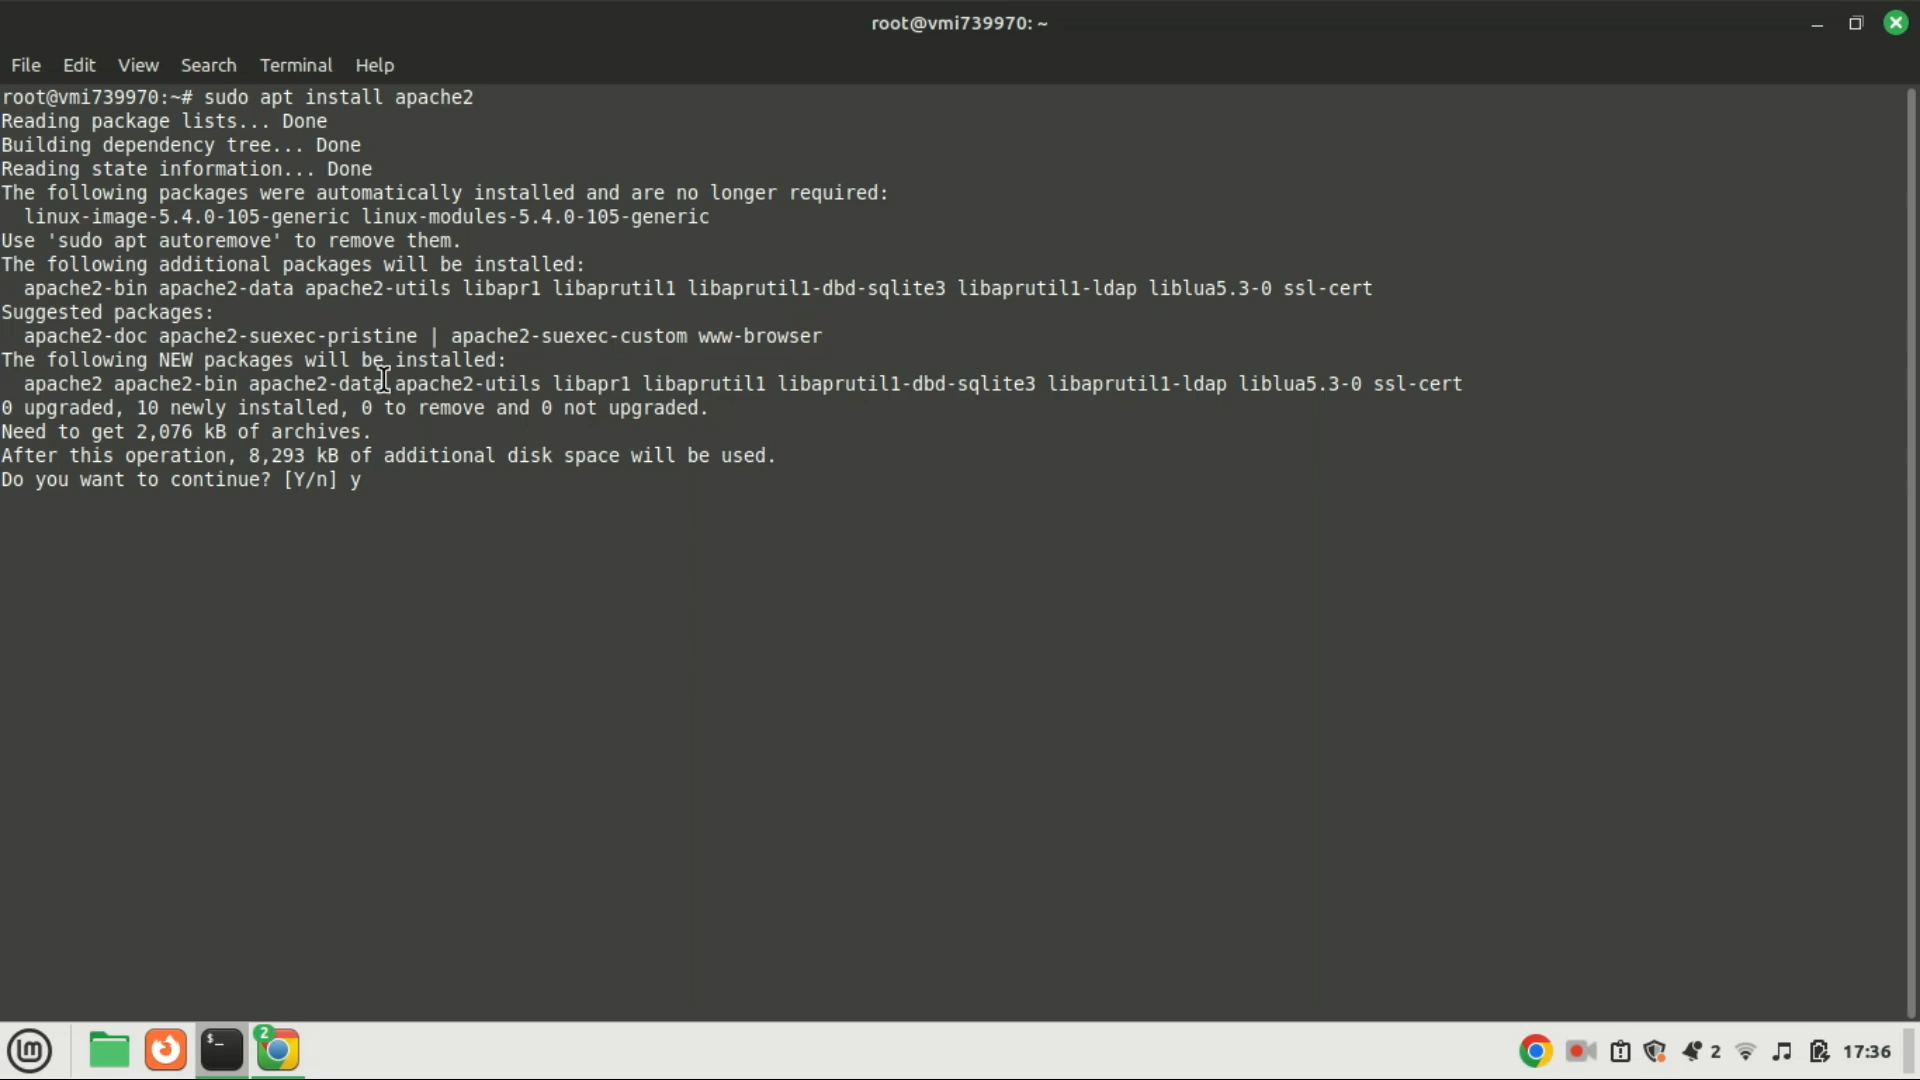 root@vmi739970: ~
File Edit View Search Terminal Help
root@vmi739970:~# sudo apt install apache2
Reading package lists... Done
Building dependency tree... Done
Reading state information... Done
The following packages were automatically installed and are no longer required:
  linux-image-5.4.0-105-generic linux-modules-5.4.0-105-generic
Use 'sudo apt autoremove' to remove them.
The following additional packages will be installed:
  apache2-bin apache2-data apache2-utils libapr1 libaprutil1 libaprutil1-dbd-sqlite3 libaprutil1-ldap liblua5.3-0 ssl-cert
Suggested packages:
  apache2-doc apache2-suexec-pristine | apache2-suexec-custom www-browser
The following NEW packages will be installed:
  apache2 apache2-bin apache2-data apache2-utils libapr1 libaprutil1 libaprutil1-dbd-sqlite3 libaprutil1-ldap liblua5.3-0 ssl-cert
0 upgraded, 10 newly installed, 0 to remove and 0 not upgraded.
Need to get 2,076 kB of archives.
After this operation, 8,293 kB of additional disk space will be used.
Do you want to continue? [Y/n] y
lm $_ 2 2 17:36